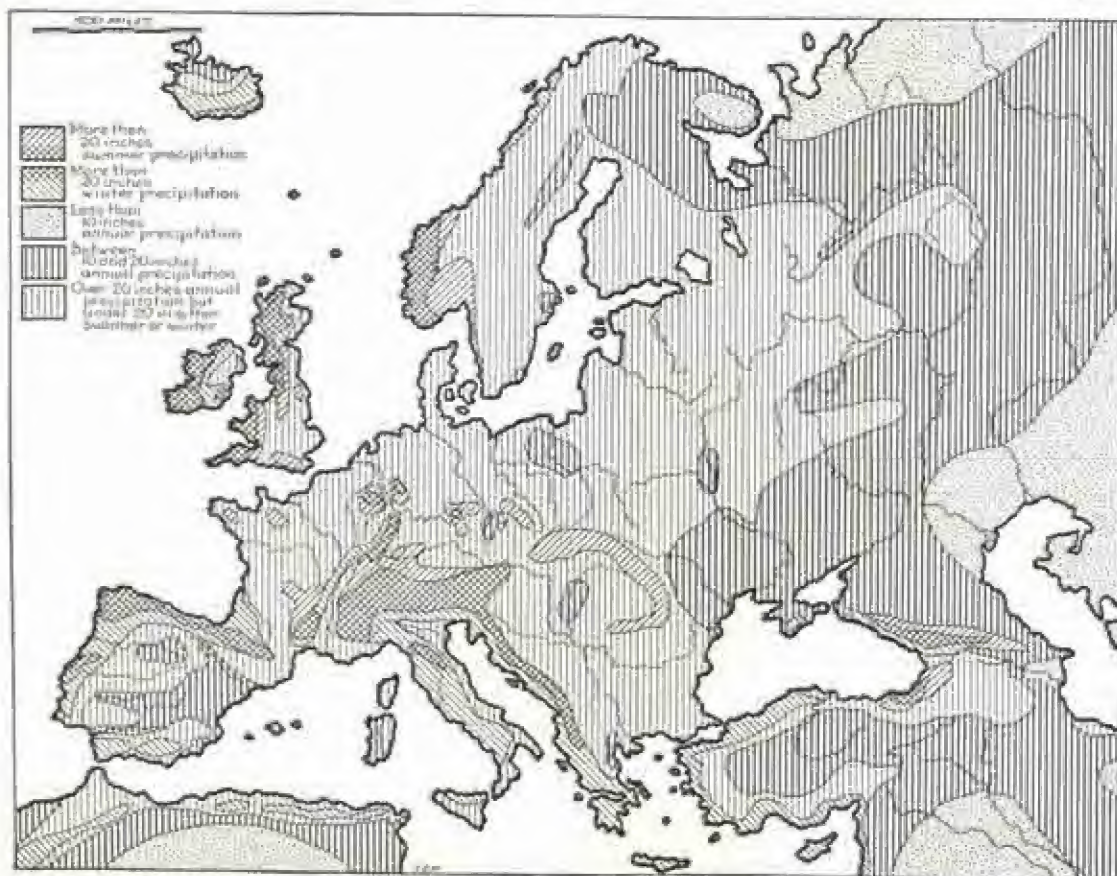 More than
20 inches
summer precipitation
More than
20 inches
winter precipitation
Less than
10 inches
annual precipitation
Between
10 and 20 inches
annual precipitation
Over 20 inches annual
precipitation but
under 20 in either
summer or winter